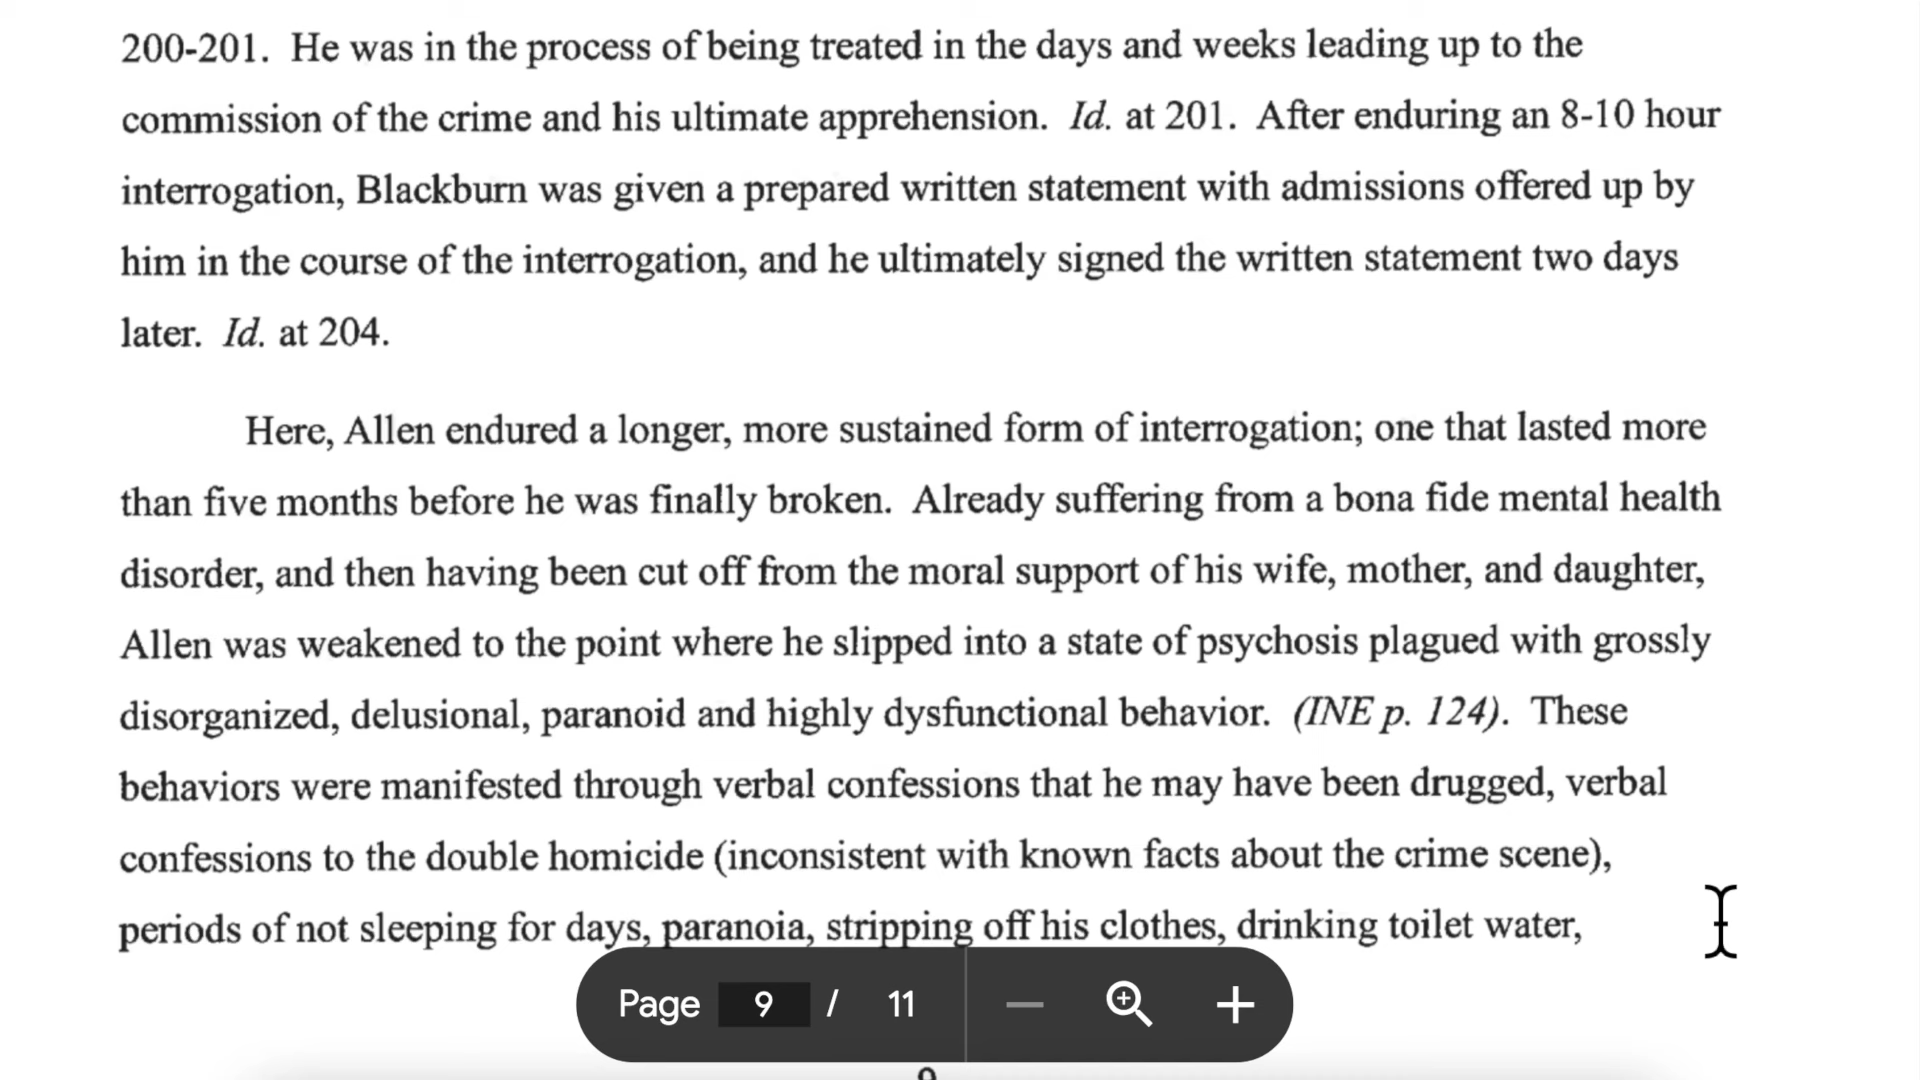 200-201. He was in the process of being treated in the days and weeks leading up to the
commission of the crime and his ultimate apprehension. Id. at 201. After enduring an 8-10 hour
interrogation, Blackburn was given a prepared written statement with admissions offered up by
him in the course of the interrogation, and he ultimately signed the written statement two days
later. Id. at 204.
Here, Allen endured a longer, more sustained form of interrogation; one that lasted more
than five months before he was finally broken. Already suffering from a bona fide mental health
disorder, and then having been cut off from the moral support of his wife, mother, and daughter,
Allen was weakened to the point where he slipped into a state of psychosis plagued with grossly
disorganized, delusional, paranoid and highly dysfunctional behavior. (INE p. 124). These
behaviors were manifested through verbal confessions that he may have been drugged, verbal
confessions to the double homicide (inconsistent with known facts about the crime scene),
periods of not sleeping for days, paranoia, stripping off his clothes, drinking toilet water,
Page 9 / 11